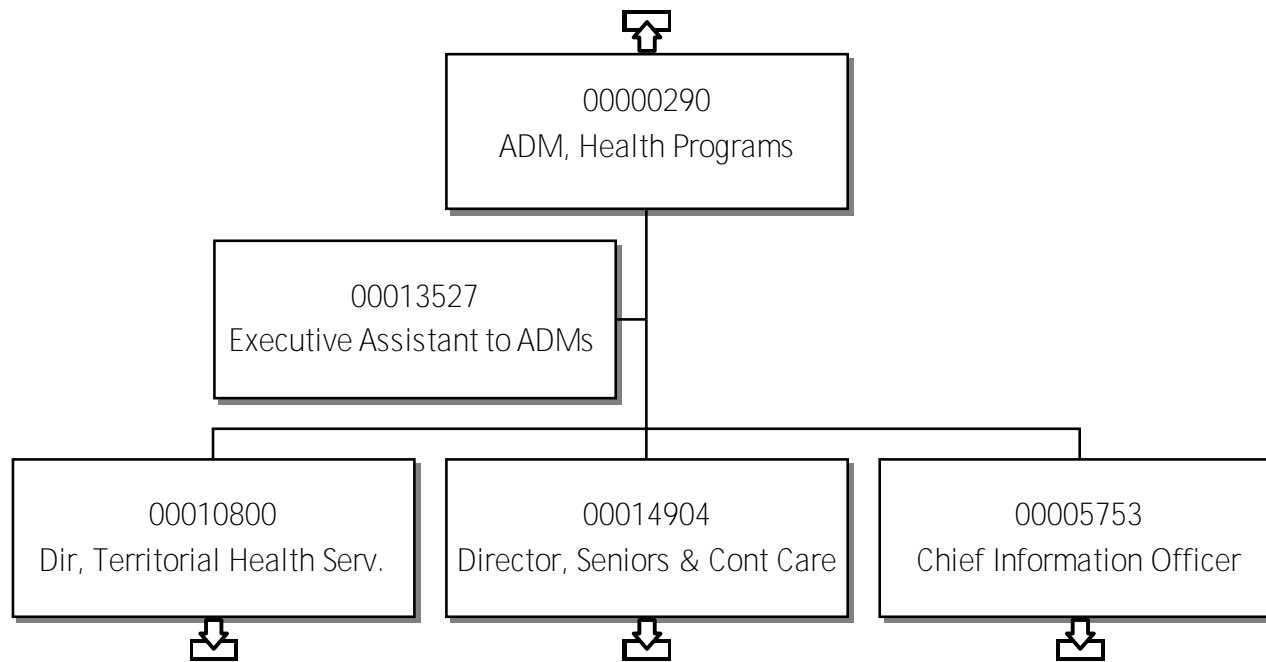 00000290
ADM, Health Programs
00013527
Executive Assistant to ADMs
00010800
Dir, Territorial Health Serv.
00014904
Director, Seniors & Cont Care
00005753
Chief Information Officer